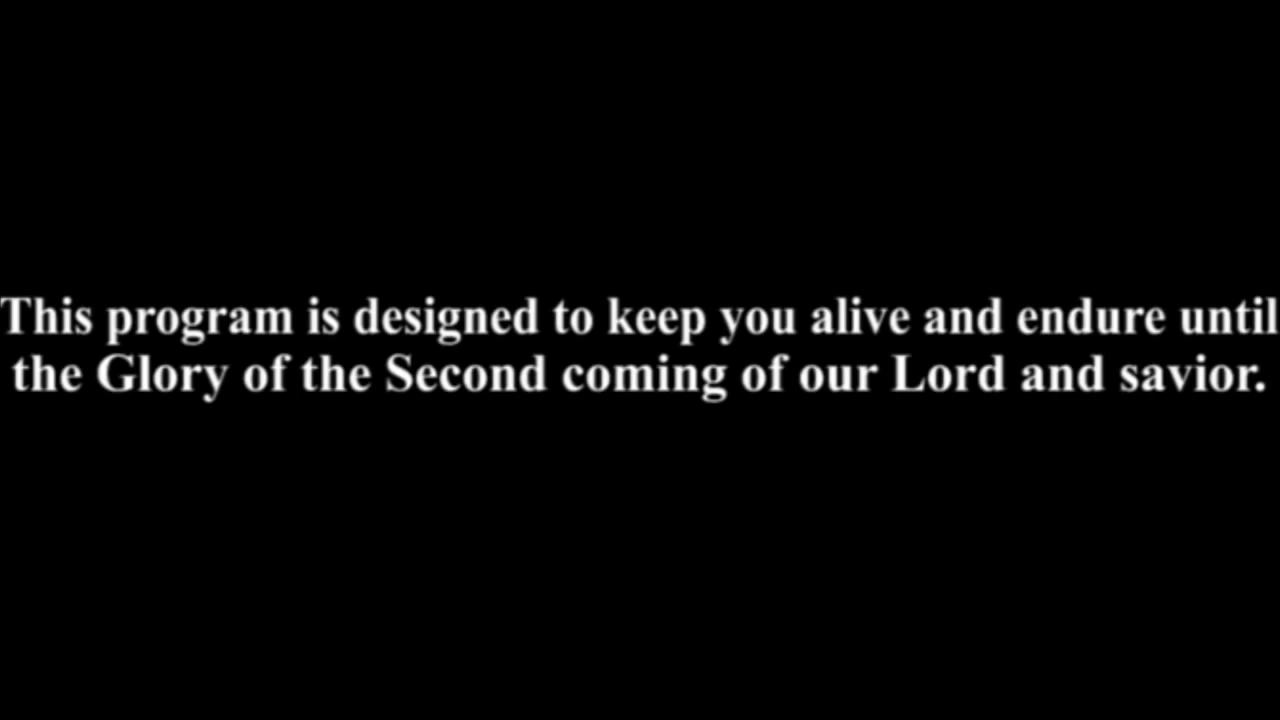 This program is designed to keep you alive and endure until
the Glory of the Second coming of our Lord and savior.